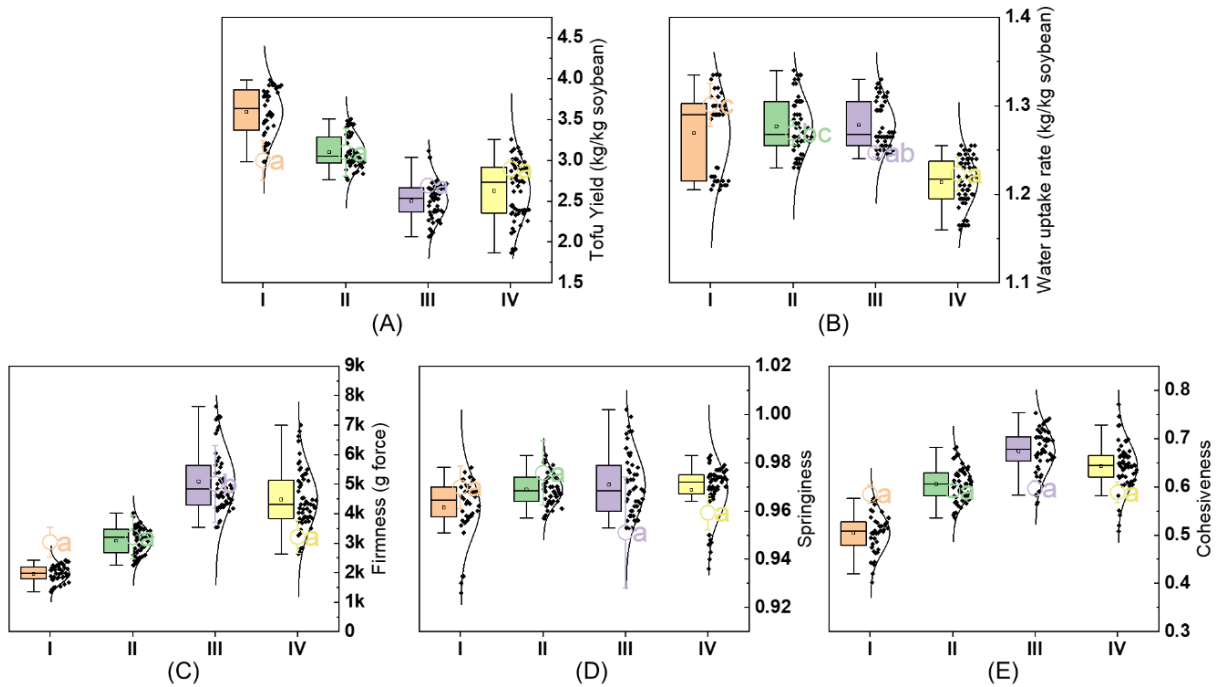 4.5
4.0
3.5
3.0
2.5
2.0
1.5
Tofu Yield (kg/kg soybean)
a
a
a
a
I II III IV
(A)
1.4
1.3
1.2
1.1
Water uptake rate (kg/kg soybean)
c
bc
ab
a
I II III IV
(B)
9k
8k
7k
6k
5k
4k
3k
2k
1k
0
Firmness (g force)
a
a
b
a
I II III IV
(C)
1.02
1.00
0.98
0.96
0.94
0.92
Springiness
a
a
a
a
I II III IV
(D)
0.8
0.7
0.6
0.5
0.4
0.3
Cohesiveness
a
a
a
a
I II III IV
(E)